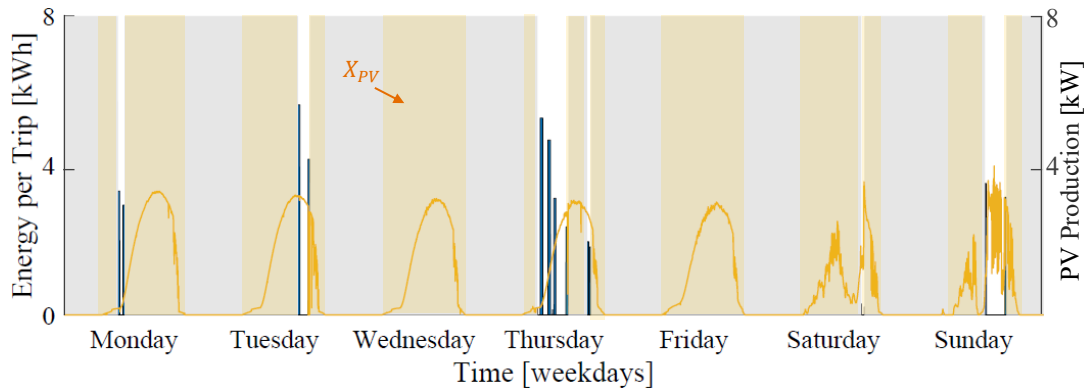 8
4
0
Energy per Trip [kWh]
X_PV
8
4
0
PV Production [kW]
Monday Tuesday Wednesday Thursday Friday Saturday Sunday
Time [weekdays]